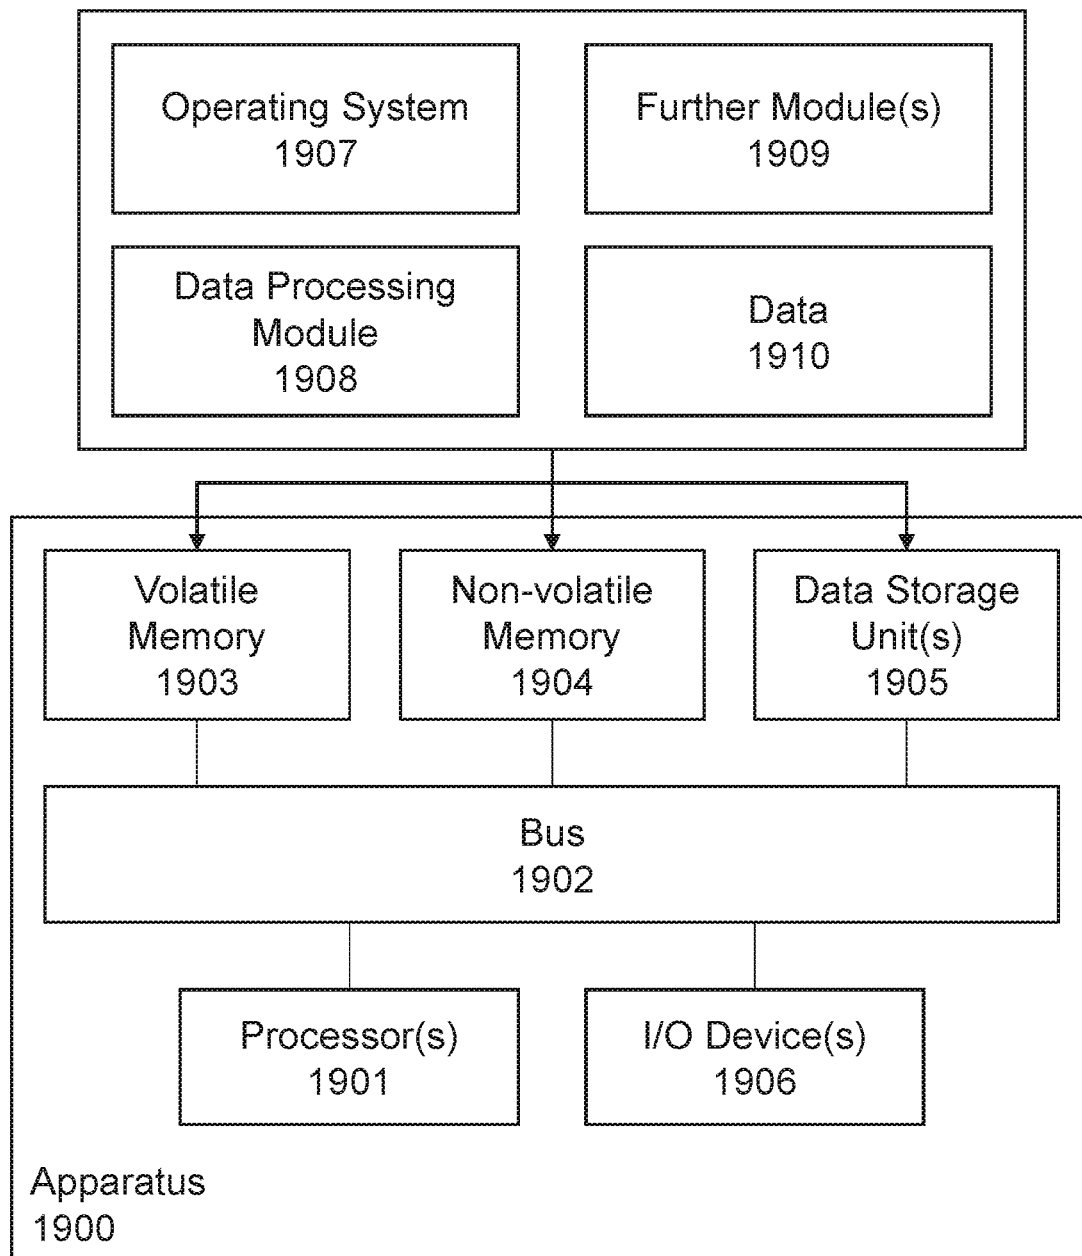 Operating System
1907
Further Module(s)
1909
Data Processing
Module
1908
Data
1910
Volatile
Memory
1903
Non-volatile
Memory
1904
Data Storage
Unit(s)
1905
Bus
1902
Processor(s)
1901
I/O Device(s)
1906
Apparatus
1900